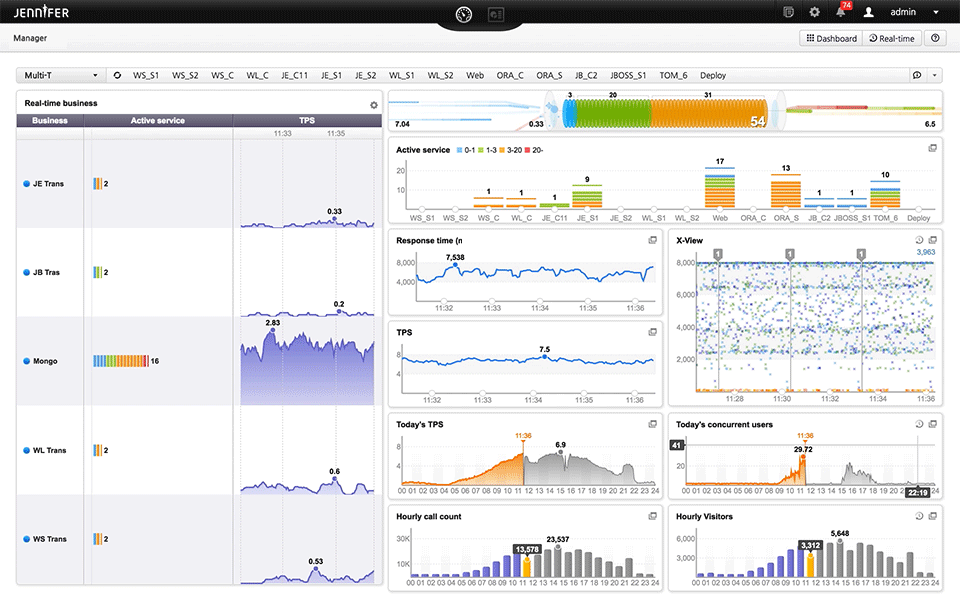 JENNIFER
74
admin
Manager
Dashboard Real-time
Multi-T WS_S1 WS_S2 WS_C WL_C JE_C11 JE_S1 JE_S2 WL_S1 WL_S2 Web ORA_C ORA_S JB_C2 JBOSS_S1 TOM_6 Deploy
Real-time business
Business Active service TPS
11:33 11:35
JE Trans 2 0.33
JB Tras 2 0.2
Mongo 16 2.83
WL Trans 2 0.6
WS Trans 2 0.53
3 20 31
7.04 0.33 54 6.5
Active service 0-1 1-3 3-20 20-
20
10
1 1 1 9 17 13 1 1 10
WS_S1 WS_S2 WS_C WL_C JE_C11 JE_S1 JE_S2 WL_S1 WL_S2 Web ORA_C ORA_S JB_C2 JBOSS_S1 TOM_6 Deploy
Response time (m
7,538
8,000
4,000
11:32 11:33 11:34 11:35 11:36
TPS
7.5
8
4
11:32 11:33 11:34 11:35 11:36
X-View
3,963
1 1 1
8,000
6,000
4,000
2,000
11:28 11:30 11:32 11:34 11:36
Today's TPS
11:36
6.9
8
4
00 01 02 03 04 05 06 07 08 09 10 11 12 13 14 15 16 17 18 19 20 21 22 23 24
Today's concurrent users
11:36
41
29.72
20
00 01 02 03 04 05 06 07 08 09 10 11 12 13 14 15 16 17 18 19 20 22:19 24
Hourly call count
30K
23,537
13,578
10K
00 01 02 03 04 05 06 07 08 09 10 11 12 13 14 15 16 17 18 19 20 21 22 23 24
Hourly Visitors
6,000
5,648
3,312
3,000
00 01 02 03 04 05 06 07 08 09 10 11 12 13 14 15 16 17 18 19 20 21 22 23 24